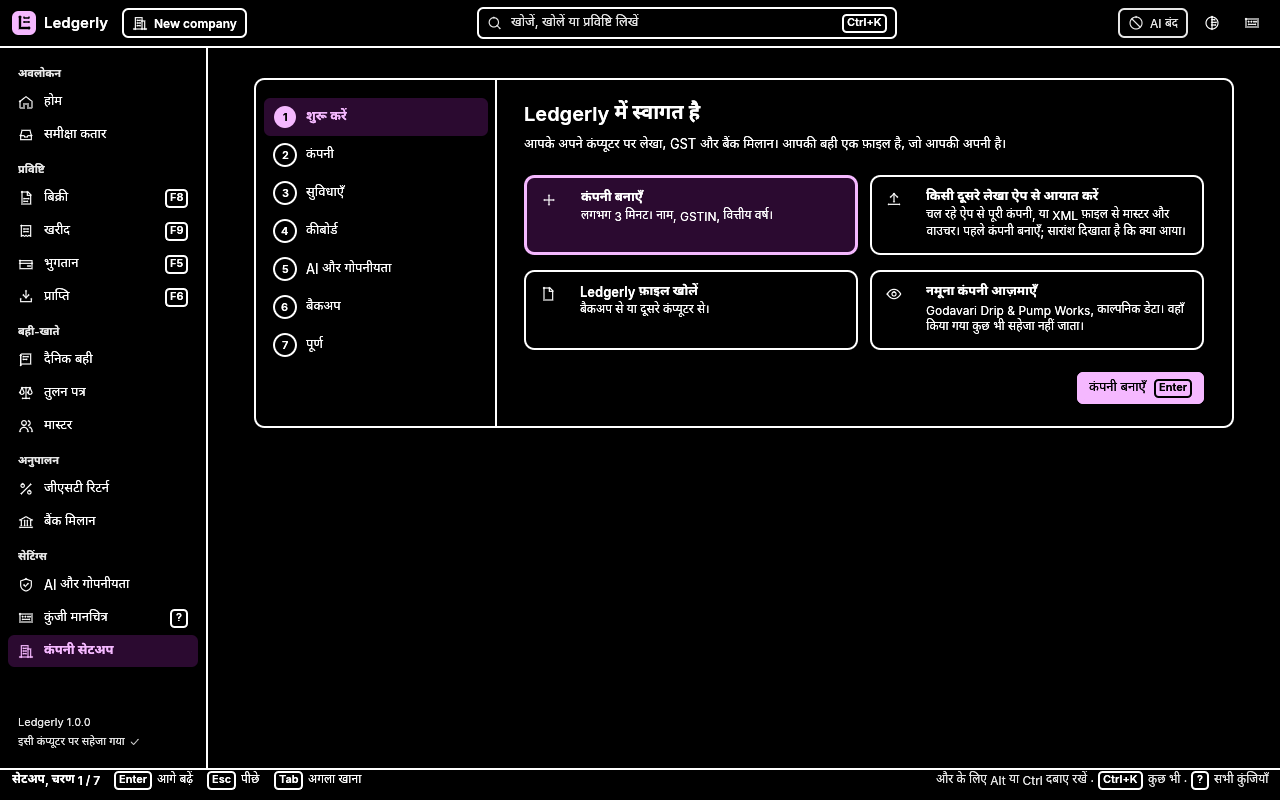 Ledgerly
New company
खोजें, खोलें या प्रविष्टि लिखें
Ctrl+K
AI बंद
अवलोकन
होम
समीक्षा कतार
प्रविष्टि
बिक्री F8
खरीद F9
भुगतान F5
प्राप्ति F6
बही-खाते
दैनिक बही
तुलन पत्र
मास्टर
अनुपालन
जीएसटी रिटर्न
बैंक मिलान
सेटिंग्स
AI और गोपनीयता
कुंजी मानचित्र ?
कंपनी सेटअप
Ledgerly 1.0.0
इसी कंप्यूटर पर सहेजा गया
1 शुरू करें
2 कंपनी
3 सुविधाएँ
4 कीबोर्ड
5 AI और गोपनीयता
6 बैकअप
7 पूर्ण
Ledgerly में स्वागत है
आपके अपने कंप्यूटर पर लेखा, GST और बैंक मिलान। आपकी बही एक फ़ाइल है, जो आपकी अपनी है।
कंपनी बनाएँ
लगभग 3 मिनट। नाम, GSTIN, वित्तीय वर्ष।
किसी दूसरे लेखा ऐप से आयात करें
चल रहे ऐप से पूरी कंपनी, या XML फ़ाइल से मास्टर और
वाउचर। पहले कंपनी बनाएँ; सारांश दिखाता है कि क्या आया।
Ledgerly फ़ाइल खोलें
बैकअप से या दूसरे कंप्यूटर से।
नमूना कंपनी आज़माएँ
Godavari Drip & Pump Works, काल्पनिक डेटा। वहाँ
किया गया कुछ भी सहेजा नहीं जाता।
कंपनी बनाएँ Enter
सेटअप, चरण 1 / 7 Enter आगे बढ़ें Esc पीछे Tab अगला खाना
और के लिए Alt या Ctrl दबाए रखें · Ctrl+K कुछ भी · ? सभी कुंजियाँ